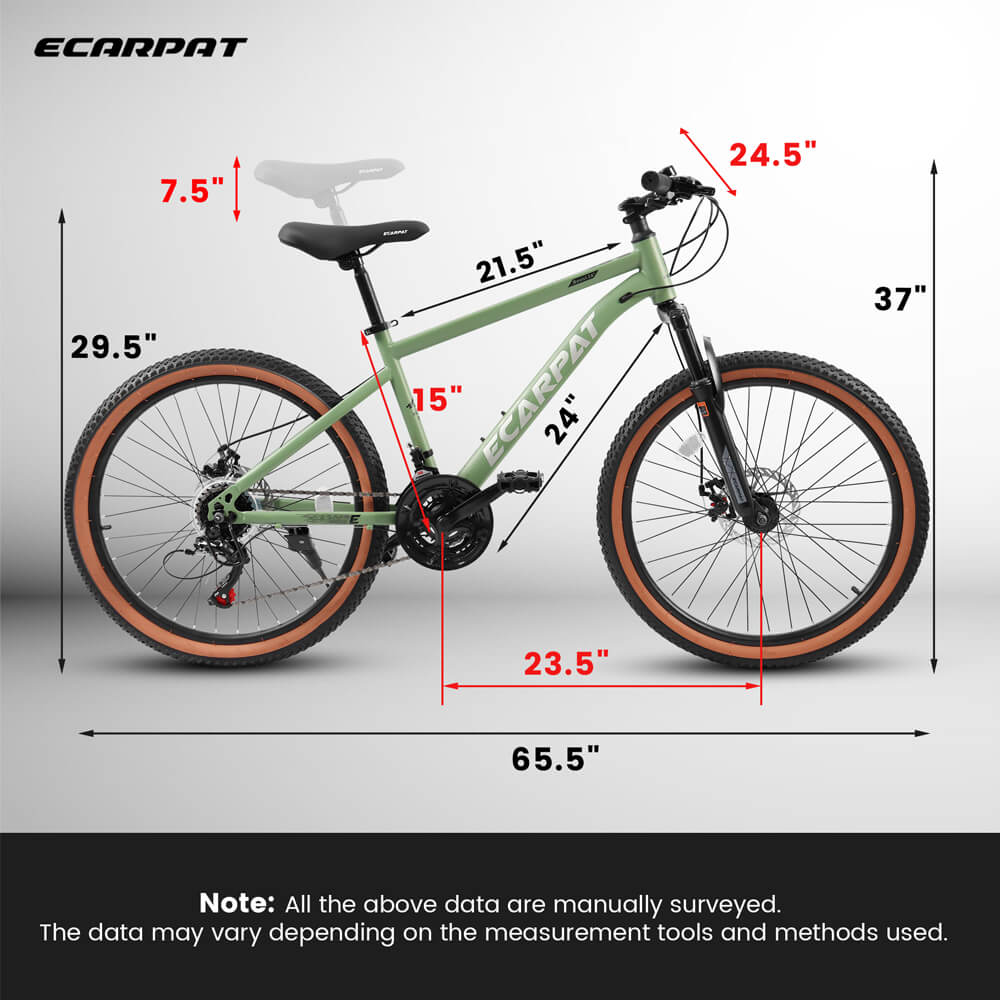 ECARPAT
7.5"
24.5"
ECARPAT
21.5"
37"
29.5"
15"
ECARPAT
24"
23.5"
65.5"
Note: All the above data are manually surveyed.
The data may vary depending on the measurement tools and methods used.